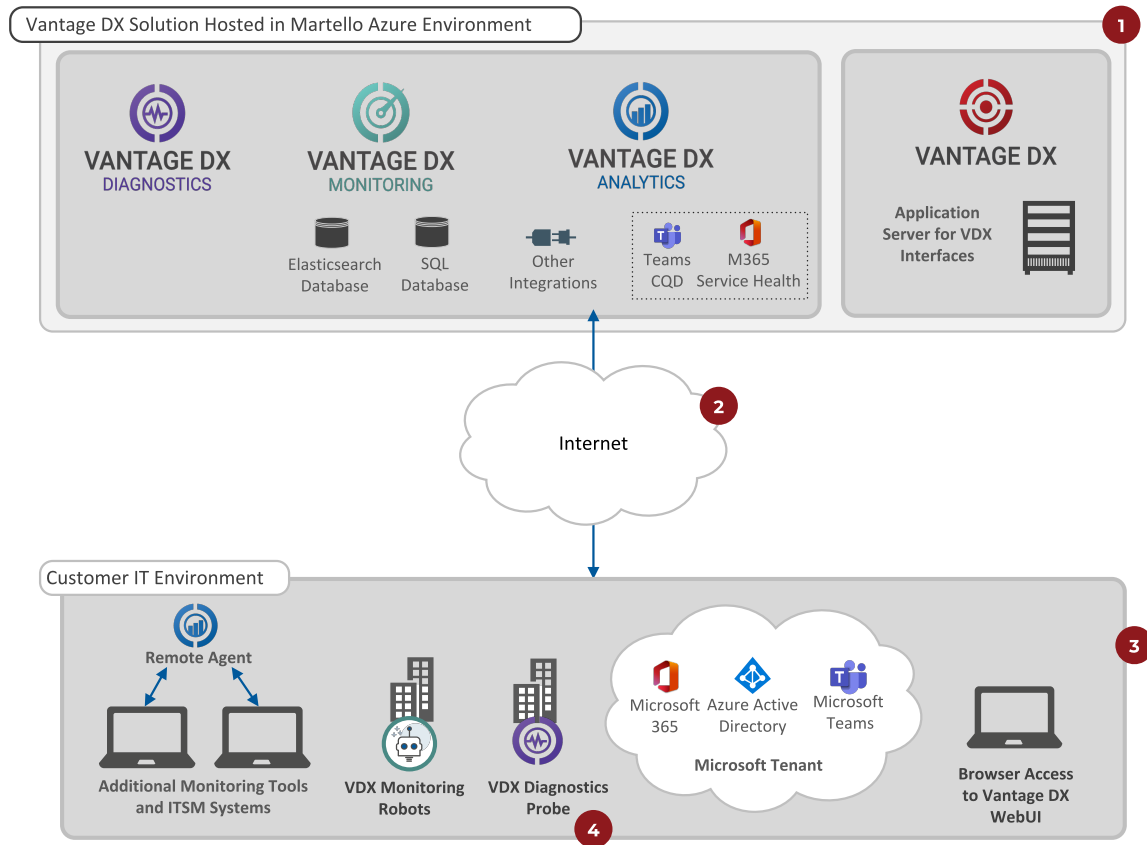 Vantage DX Solution Hosted in Martello Azure Environment
1
VANTAGE DX
DIAGNOSTICS
VANTAGE DX
MONITORING
VANTAGE DX
ANALYTICS
VANTAGE DX
Elasticsearch
Database
SQL
Database
Other
Integrations
Teams
CQD
M365
Service Health
Application
Server for VDX
Interfaces
2
Internet
Customer IT Environment
3
Remote Agent
Additional Monitoring Tools
and ITSM Systems
VDX Monitoring
Robots
VDX Diagnostics
Probe
4
Microsoft
365
Azure Active
Directory
Microsoft
Teams
Microsoft Tenant
Browser Access
to Vantage DX
WebUI